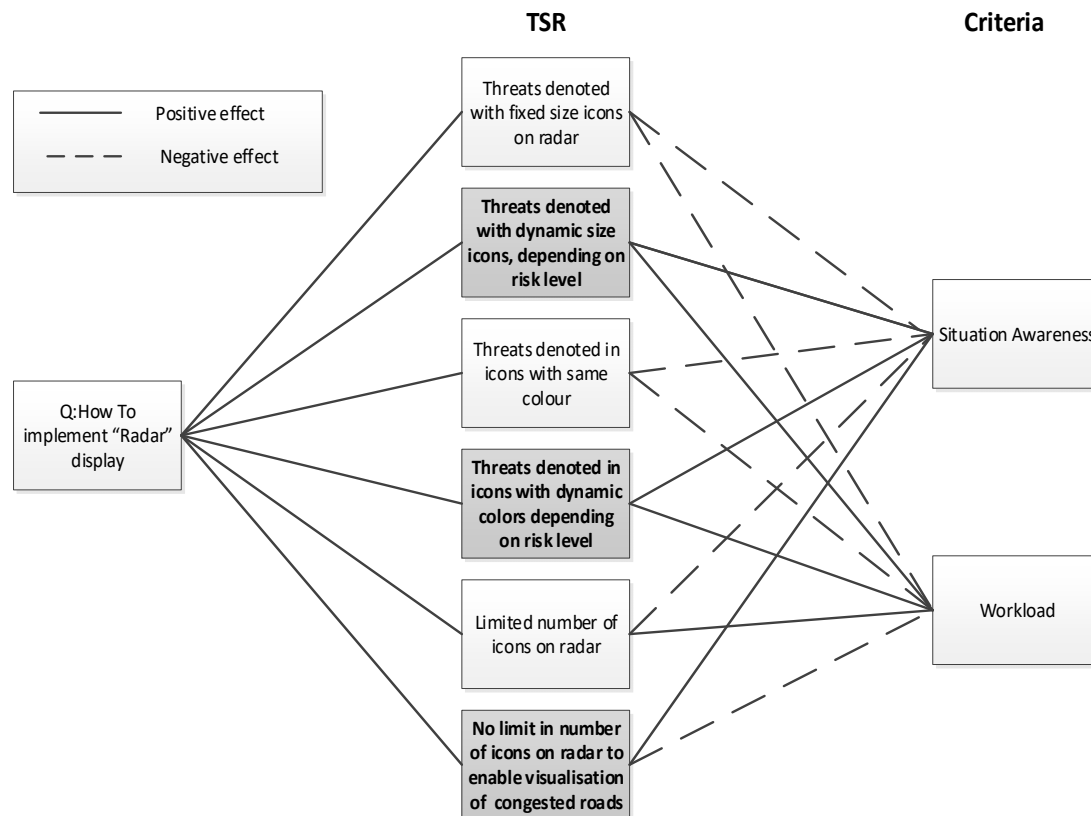 TSR
Criteria
Positive effect
Negative effect
Threats denoted
with fixed size icons
on radar
Threats denoted
with dynamic size
icons, depending on
risk level
Threats denoted in
icons with same
colour
Situation Awareness
Q:How To
implement “Radar”
display
Threats denoted in
icons with dynamic
colors depending
on risk level
Limited number of
icons on radar
Workload
No limit in number
of icons on radar to
enable visualisation
of congested roads